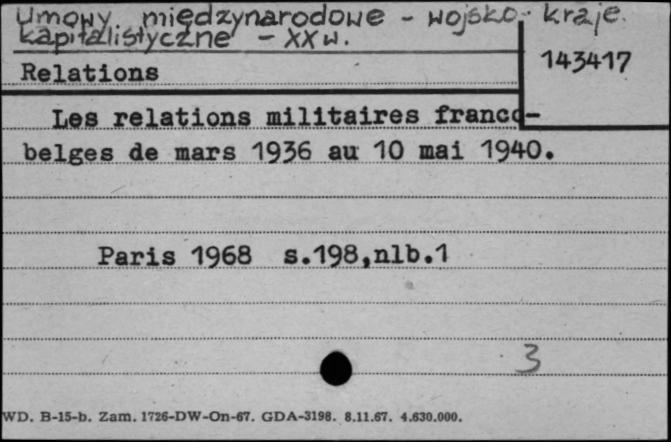 Umowy międzynarodowe - wojsko - kraje
kapitalistyczne - XX w.
143417
Relations
Les relations militaires franco-
belges de mars 1936 au 10 mai 1940.
Paris 1968 s.198,nlb.1
3
WD. B-15-b. Zam. 1726-DW-On-67. GDA-3198. 8.11.67. 4.630.000.